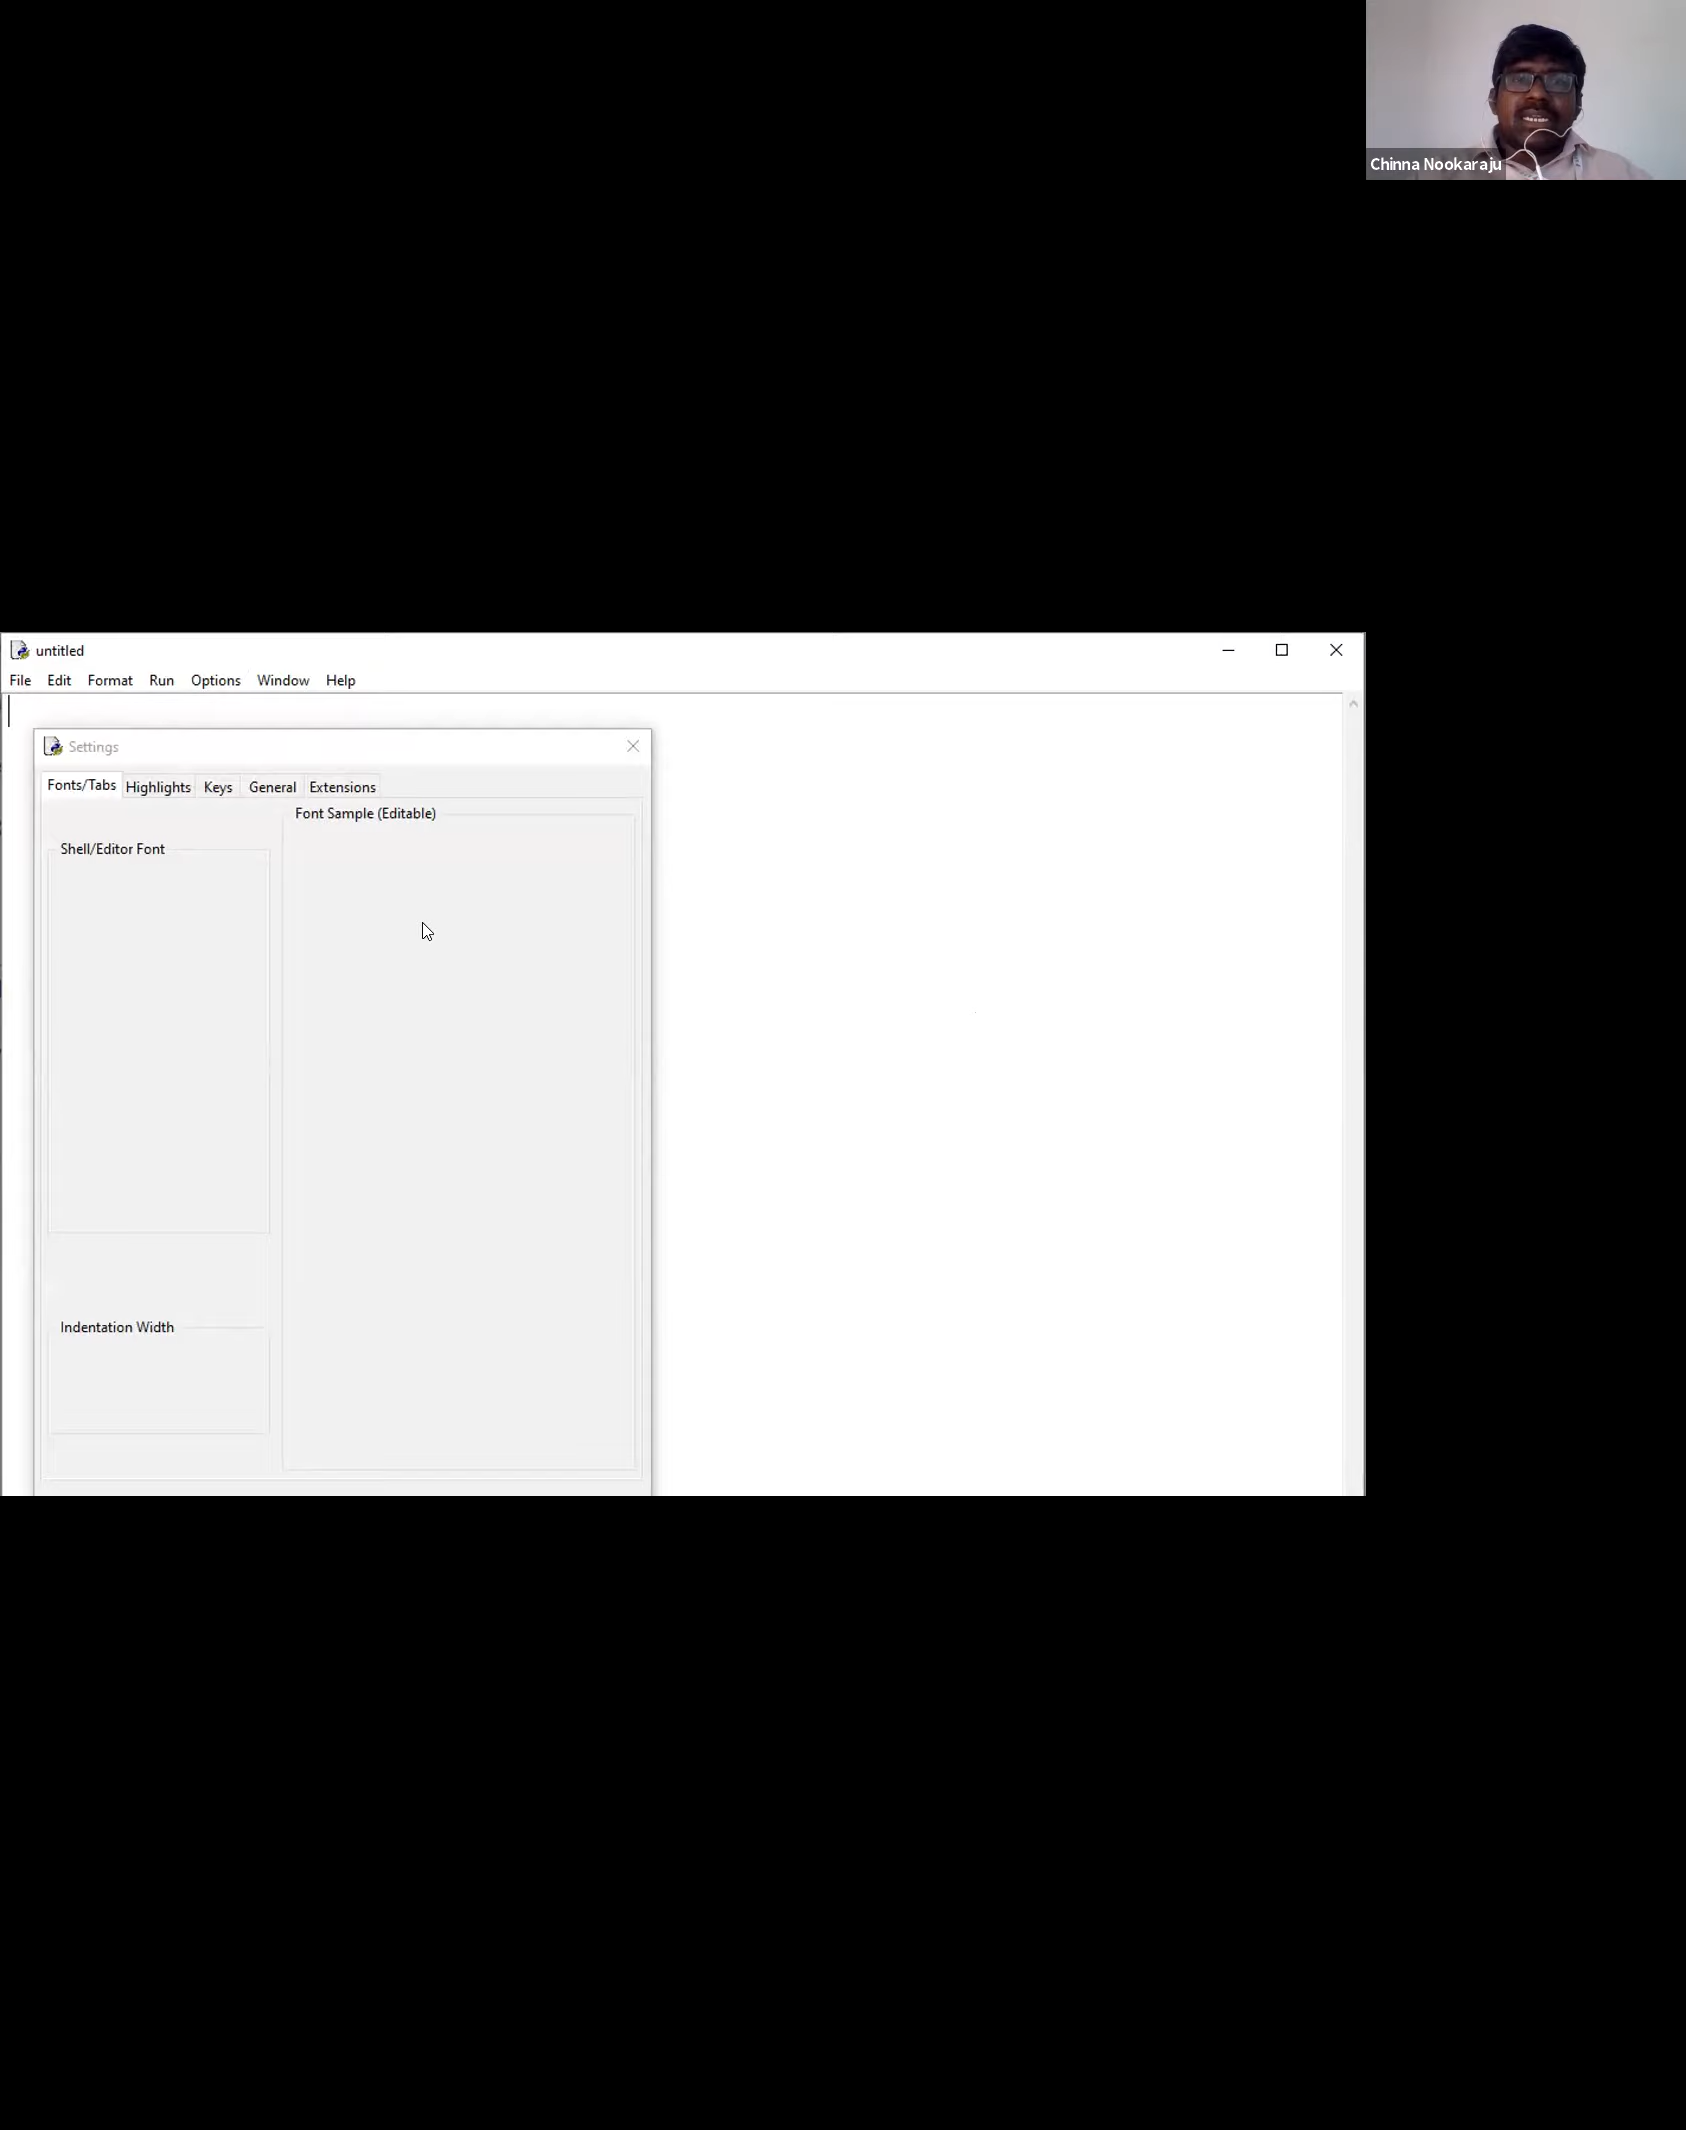 Chinna Nookaraju
untitled
File Edit Format Run Options Window Help
Settings
Fonts/Tabs Highlights Keys General Extensions
Font Sample (Editable)
Shell/Editor Font
Indentation Width